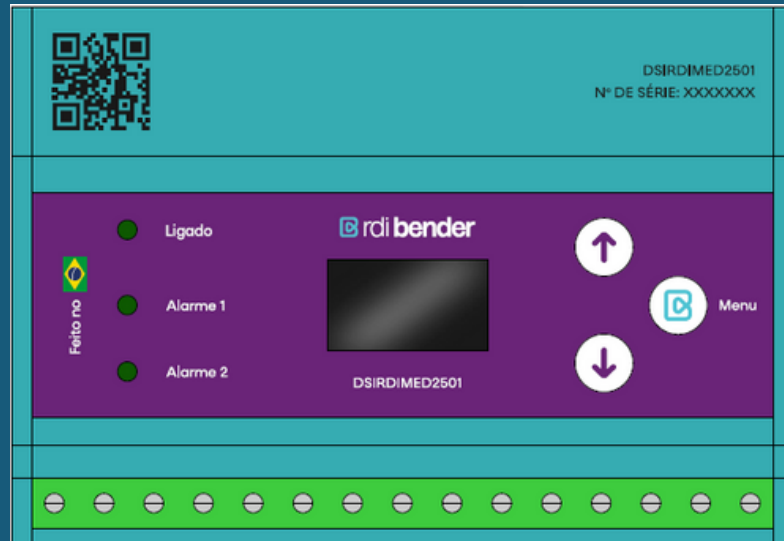 DSIRDIMED2501
Nº DE SÉRIE: XXXXXXX
Ligado
rdi bender
Feito no
Alarme 1
Menu
Alarme 2
DSIRDIMED2501